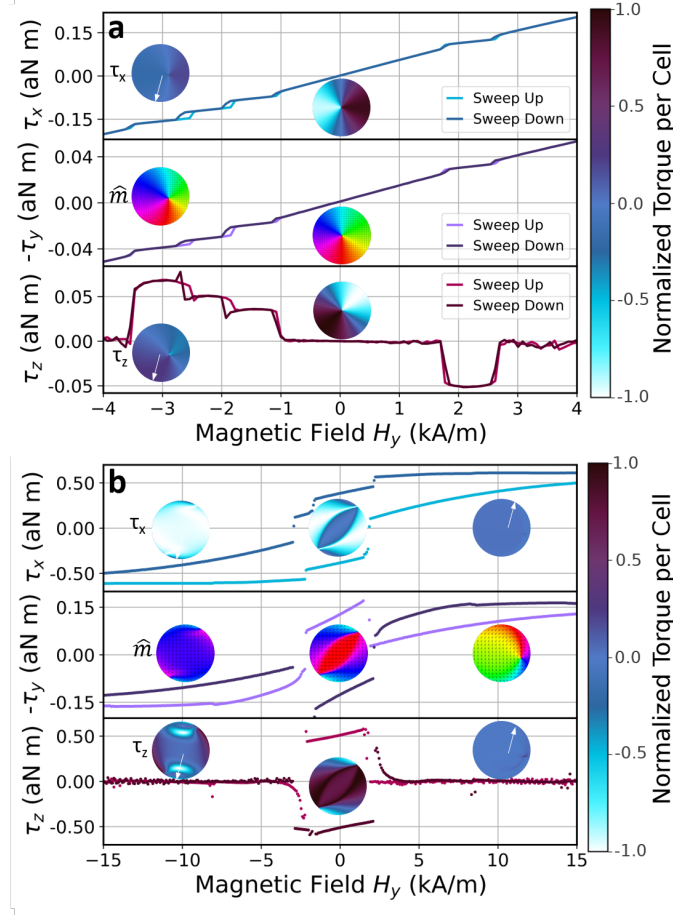 a
τx (aN m)
0.15
0.00
-0.15
τx
Sweep Up
Sweep Down
-τy (aN m)
0.04
0.00
-0.04
m̂
Sweep Up
Sweep Down
τz (aN m)
0.05
0.00
-0.05
τz
Sweep Up
Sweep Down
-4 -3 -2 -1 0 1 2 3 4
Magnetic Field Hy (kA/m)
1.0
0.5
0.0
-0.5
-1.0
Normalized Torque per Cell
b
τx (aN m)
0.50
0.00
-0.50
τx
-τy (aN m)
0.15
0.00
-0.15
m̂
τz (aN m)
0.50
0.00
-0.50
τz
-15 -10 -5 0 5 10 15
Magnetic Field Hy (kA/m)
1.0
0.5
0.0
-0.5
-1.0
Normalized Torque per Cell